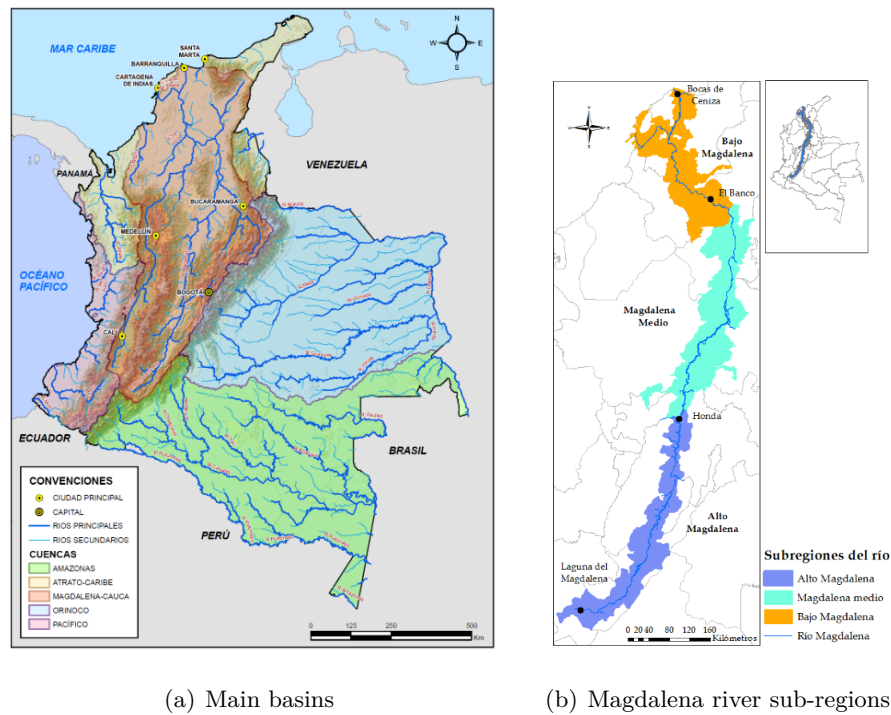 MAR CARIBE
SANTA
MARTA
BARRANQUILLA
CARTAGENA
DE INDIAS
N
W E
S
PANAMÁ
VENEZUELA
BUCARAMANGA
MEDELLÍN
OCÉANO
PACÍFICO
BOGOTÁ
CALI
ECUADOR
BRASIL
PERÚ
CONVENCIONES
CIUDAD PRINCIPAL
CAPITAL
RIOS PRINCIPALES
RIOS SECUNDARIOS
CUENCAS
AMAZONAS
ATRATO-CARIBE
MAGDALENA-CAUCA
ORINOCO
PACÍFICO
0 125 250 500
Km
(a) Main basins
Bocas de
Ceniza
Bajo
Magdalena
El Banco
Magdalena
Medio
Honda
Alto
Magdalena
Laguna del
Magdalena
0 20 40 80 120 160
Kilómetros
Subregiones del río
Alto Magdalena
Magdalena medio
Bajo Magdalena
Río Magdalena
(b) Magdalena river sub-regions